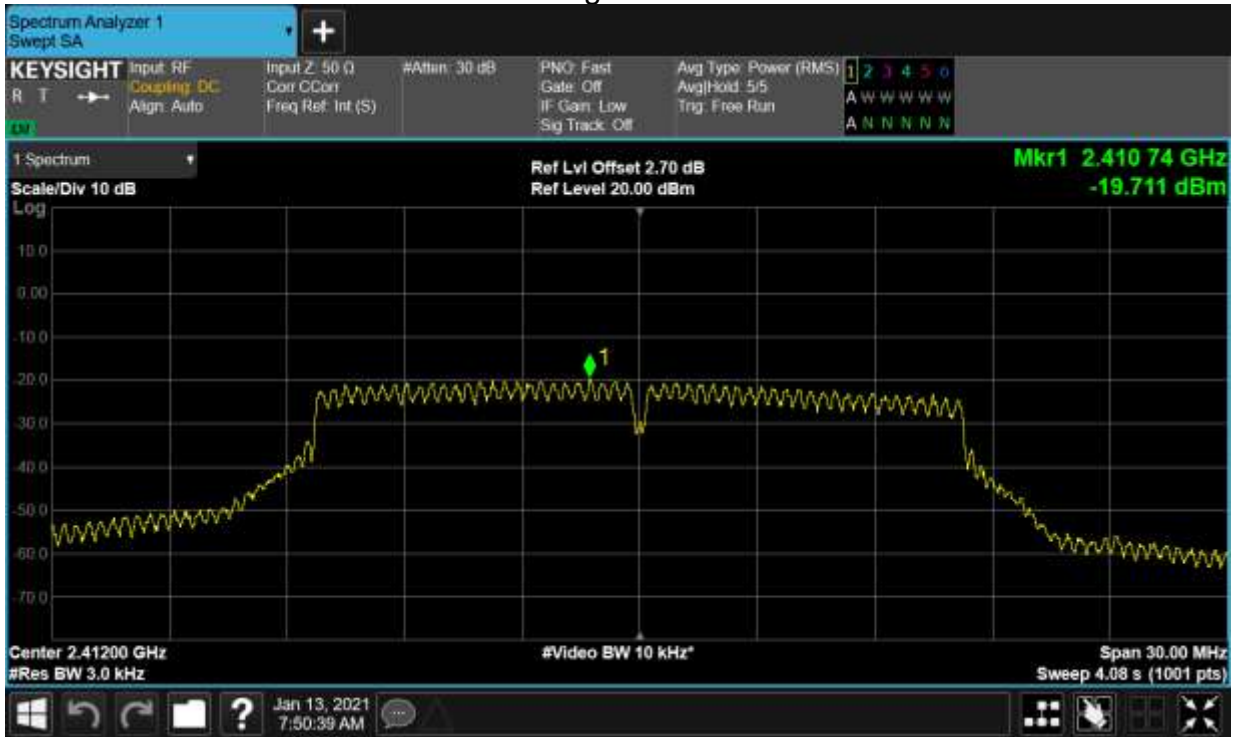 Spectrum Analyzer 1
Swept SA
+
KEYSIGHT Input: RF Input Z: 50 Ω #Atten: 30 dB PNO: Fast Avg Type: Power (RMS) 1 2 3 4 5 6
R T Coupling: DC Corr CCorr Gate: Off Avg|Hold: 5/5 A W W W W W
Align: Auto Freq Ref: Int (S) IF Gain: Low Trig: Free Run A N N N N N
Sig Track: Off
1 Spectrum
Scale/Div 10 dB
Ref Lvl Offset 2.70 dB
Ref Level 20.00 dBm
Mkr1 2.410 74 GHz
-19.711 dBm
Log
10.0
0.00
-10.0
1
-20.0
-30.0
-40.0
-50.0
-60.0
-70.0
Center 2.41200 GHz #Video BW 10 kHz* Span 30.00 MHz
#Res BW 3.0 kHz Sweep 4.08 s (1001 pts)
? Jan 13, 2021
7:50:39 AM